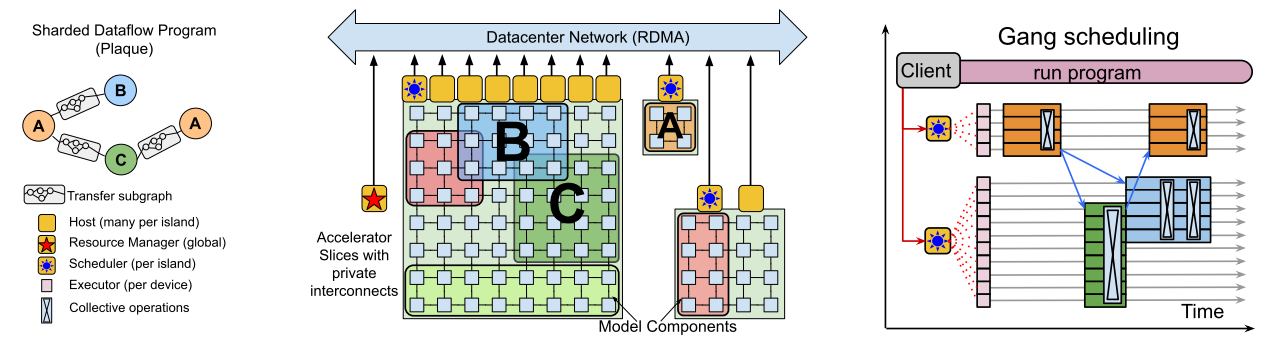 Sharded Dataflow Program
(Plaque)
B
A
A
C
Transfer subgraph
Host (many per island)
Resource Manager (global)
Scheduler (per island)
Executor (per device)
Collective operations
Datacenter Network (RDMA)
B
A
C
Accelerator
Slices with
private
interconnects
Model Components
Gang scheduling
Client
run program
Time